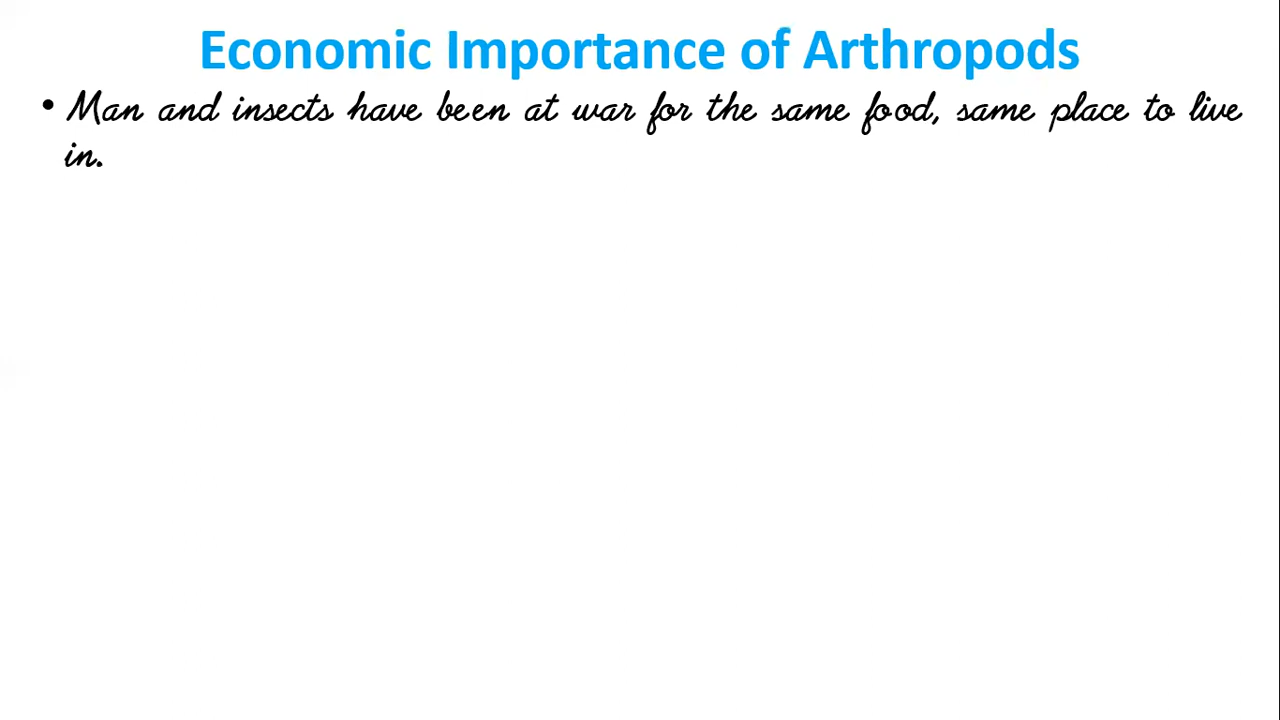 Economic Importance of Arthropods
• Man and insects have been at war for the same food, same place to live
in.